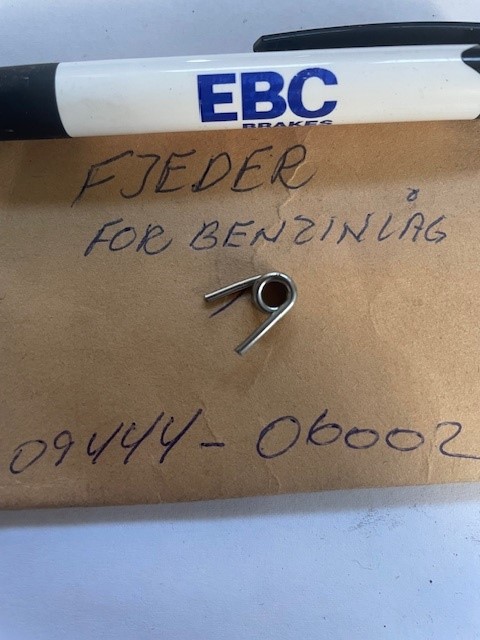 EBC
BRAKES
FJEDER
FOR BENZINLÅG
09444-06002